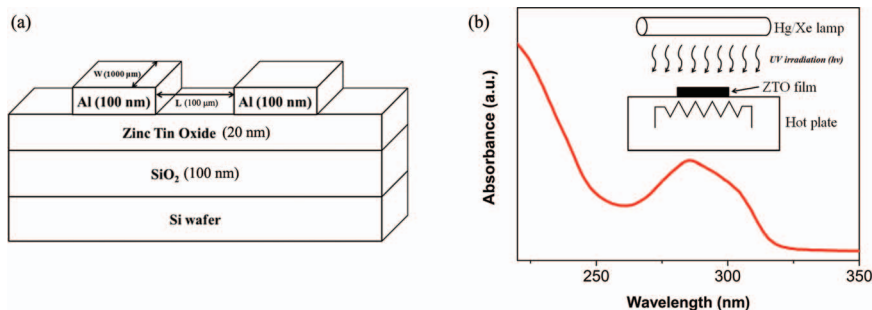 (a)
W (1000 μm)
Al (100 nm)
L (100 μm)
Al (100 nm)
Zinc Tin Oxide (20 nm)
SiO₂ (100 nm)
Si wafer
(b)
Hg/Xe lamp
UV irradiation (hν)
ZTO film
Hot plate
Absorbance (a.u.)
250
300
350
Wavelength (nm)